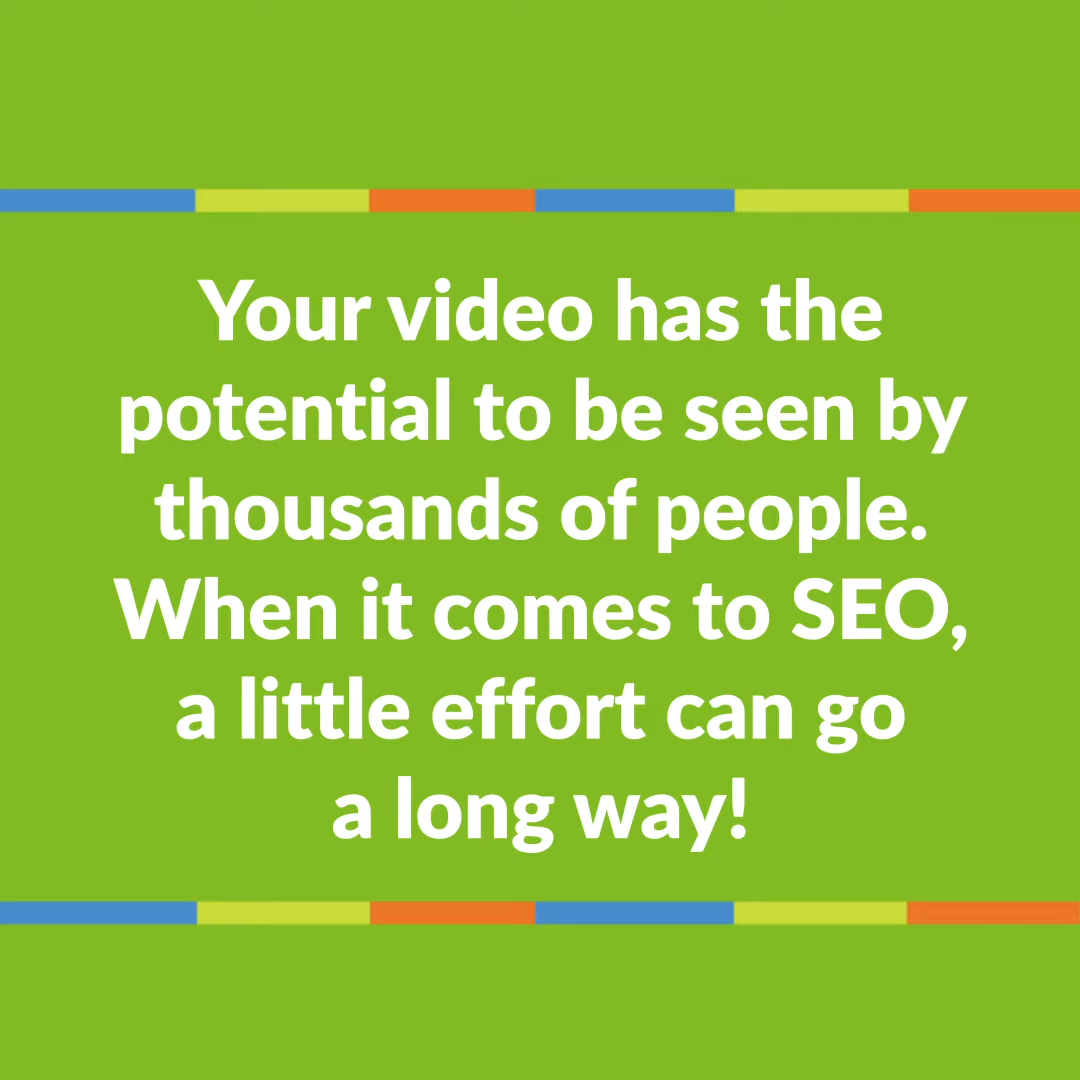 Your video has the
potential to be seen by
thousands of people.
When it comes to SEO,
a little effort can go
a long way!